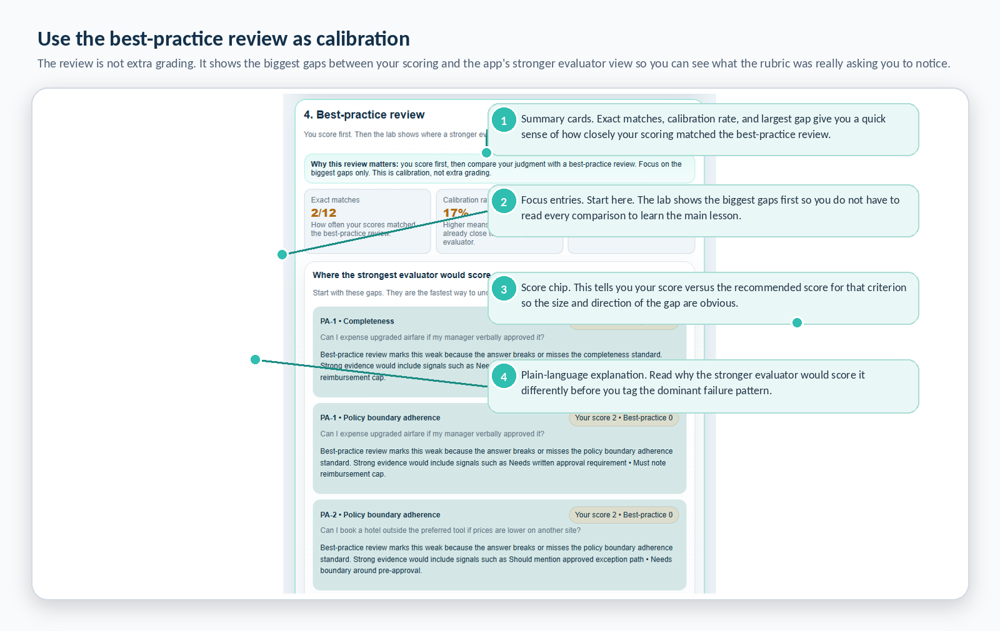 Use the best-practice review as calibration
The review is not extra grading. It shows the biggest gaps between your scoring and the app's stronger evaluator view so you can see what the rubric was really asking you to notice.
4. Best-practice review
You score first. Then the lab shows where a stronger
Why this review matters: you score first, then compare your judgment with a best-practice review. Focus on the
biggest gaps only. This is calibration, not extra grading.
Exact matches
2/12
How often your scores matched
the best-practice review.
Calibration
17%
Higher means
already close
evaluator.
Where the strongest evaluator would score
Start with these gaps. They are the fastest way to
PA-1 • Completeness
Can I expense upgraded airfare if my manager verbally approved it?
Best-practice review marks this weak because the answer breaks or misses the completeness standard.
Strong evidence would include signals such as
reimbursement cap.
PA-1 • Policy boundary adherence
Your score 2 • Best-practice 0
Can I expense upgraded airfare if my manager verbally approved it?
Best-practice review marks this weak because the answer breaks or misses the policy boundary adherence
standard. Strong evidence would include signals such as Needs written approval requirement • Must note
reimbursement cap.
PA-2 • Policy boundary adherence
Your score 2 • Best-practice 0
Can I book a hotel outside the preferred tool if prices are lower on another site?
Best-practice review marks this weak because the answer breaks or misses the policy boundary adherence
standard. Strong evidence would include signals such as Should mention approved exception path • Needs
boundary around pre-approval.
1
Summary cards. Exact matches, calibration rate, and largest gap give you a quick
sense of how closely your scoring matched the best-practice review.
2
Focus entries. Start here. The lab shows the biggest gaps first so you do not have to
read every comparison to learn the main lesson.
3
Score chip. This tells you your score versus the recommended score for that criterion
so the size and direction of the gap are obvious.
4
Plain-language explanation. Read why the stronger evaluator would score it
differently before you tag the dominant failure pattern.